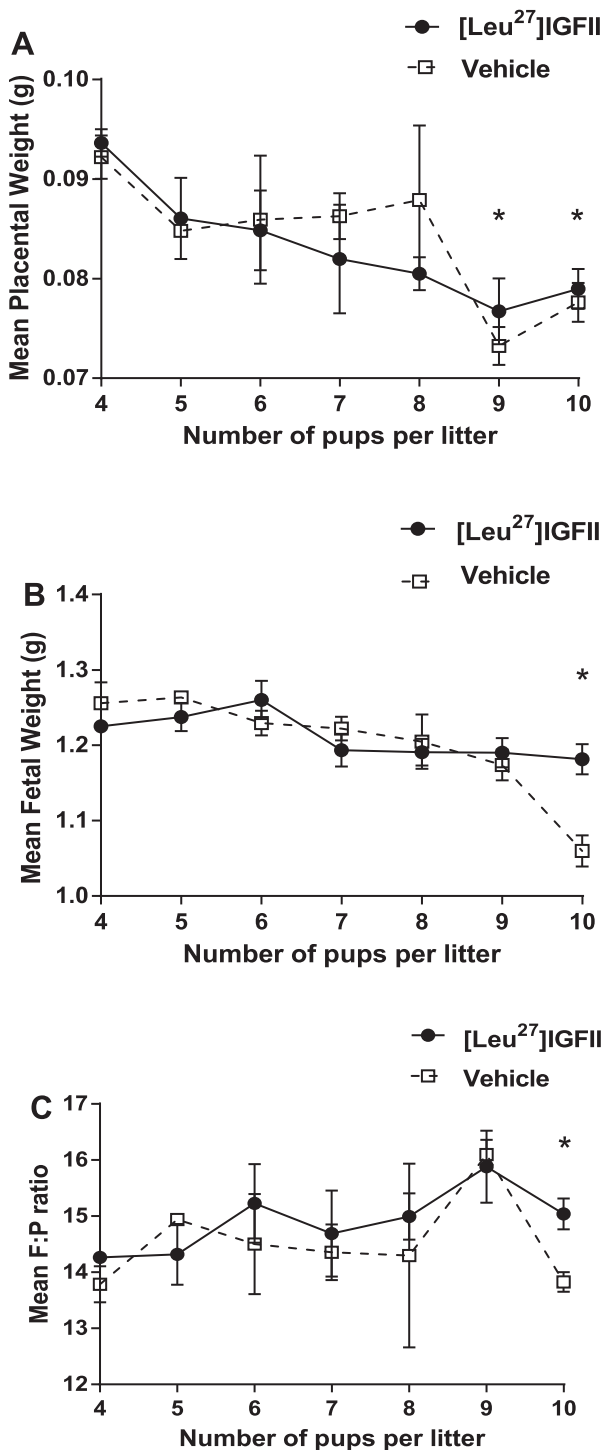 [Leu27]IGFII
Vehicle
A
Mean Placental Weight (g)
0.10
0.09
0.08
0.07
* *
4 5 6 7 8 9 10
Number of pups per litter
[Leu27]IGFII
Vehicle
B
Mean Fetal Weight (g)
1.4
1.3
1.2
1.1
1.0
*
4 5 6 7 8 9 10
Number of pups per litter
[Leu27]IGFII
Vehicle
C
Mean F:P ratio
17
16
15
14
13
12
*
4 5 6 7 8 9 10
Number of pups per litter